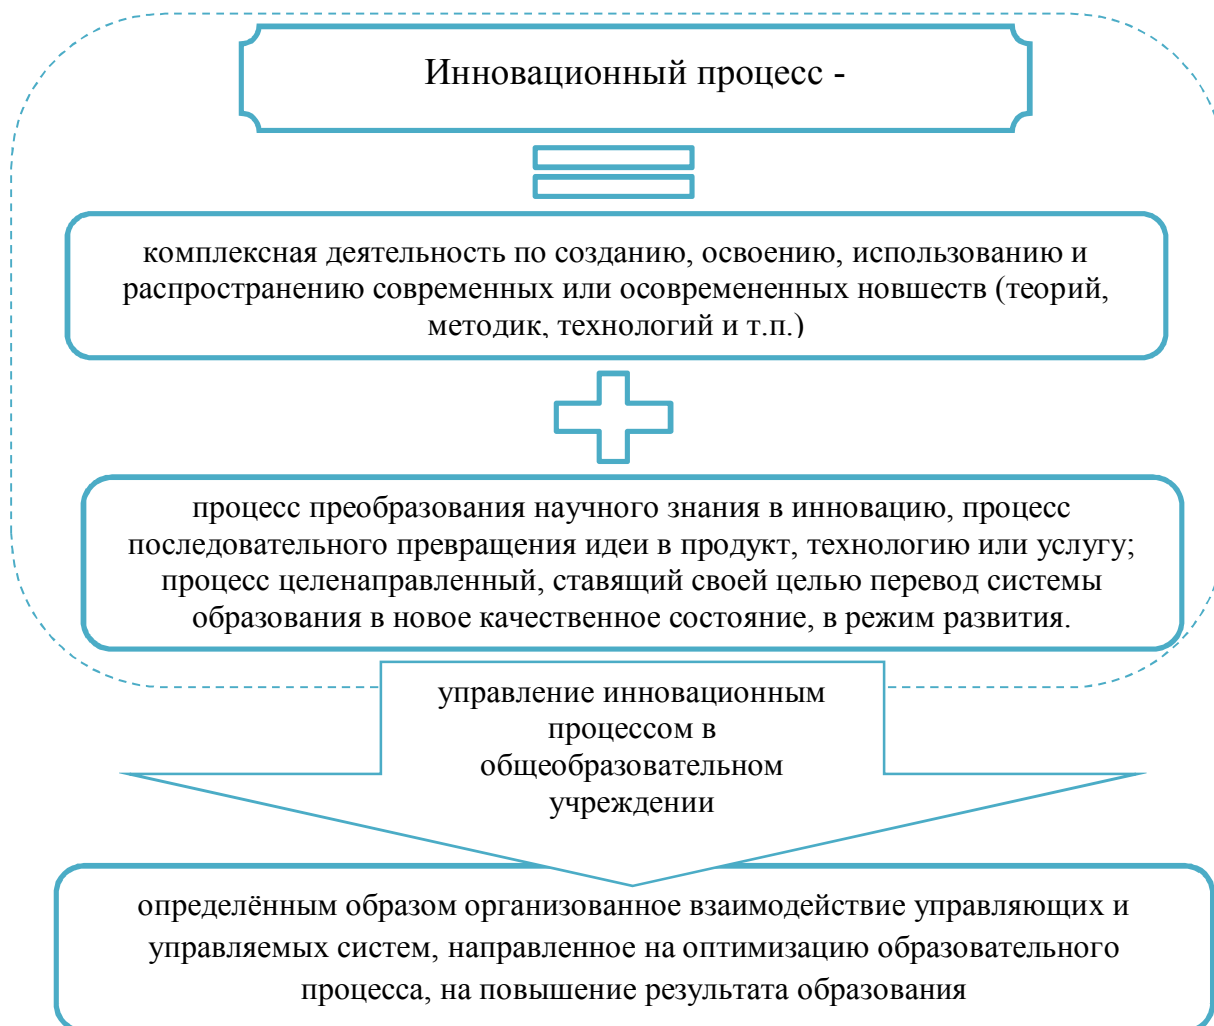 Инновационный процесс -
комплексная деятельность по созданию, освоению, использованию и
распространению современных или осовремененных новшеств (теорий,
методик, технологий и т.п.)
процесс преобразования научного знания в инновацию, процесс
последовательного превращения идеи в продукт, технологию или услугу;
процесс целенаправленный, ставящий своей целью перевод системы
образования в новое качественное состояние, в режим развития.
управление инновационным
процессом в
общеобразовательном
учреждении
определённым образом организованное взаимодействие управляющих и
управляемых систем, направленное на оптимизацию образовательного
процесса, на повышение результата образования